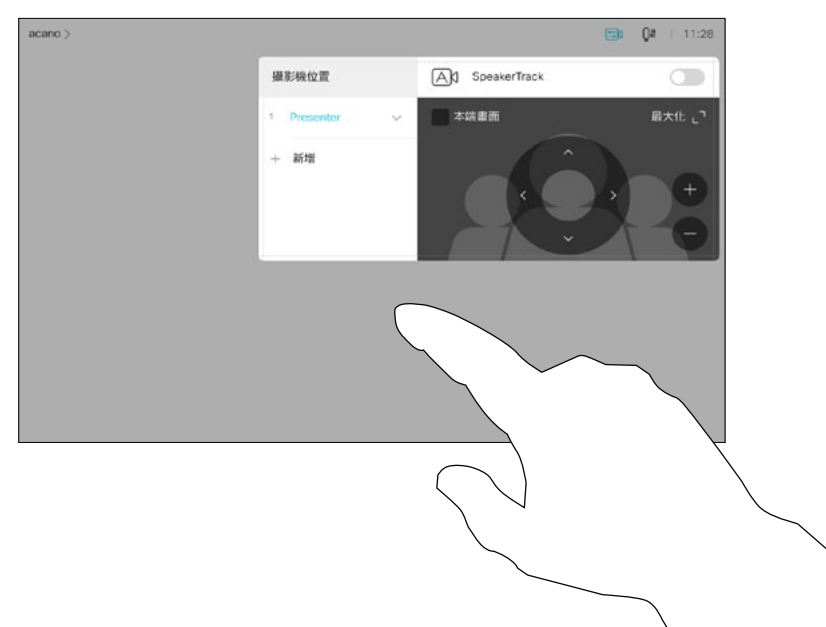 acano >
11:28
攝影機位置
SpeakerTrack
1 Presenter
本端畫面
最大化
+ 新增